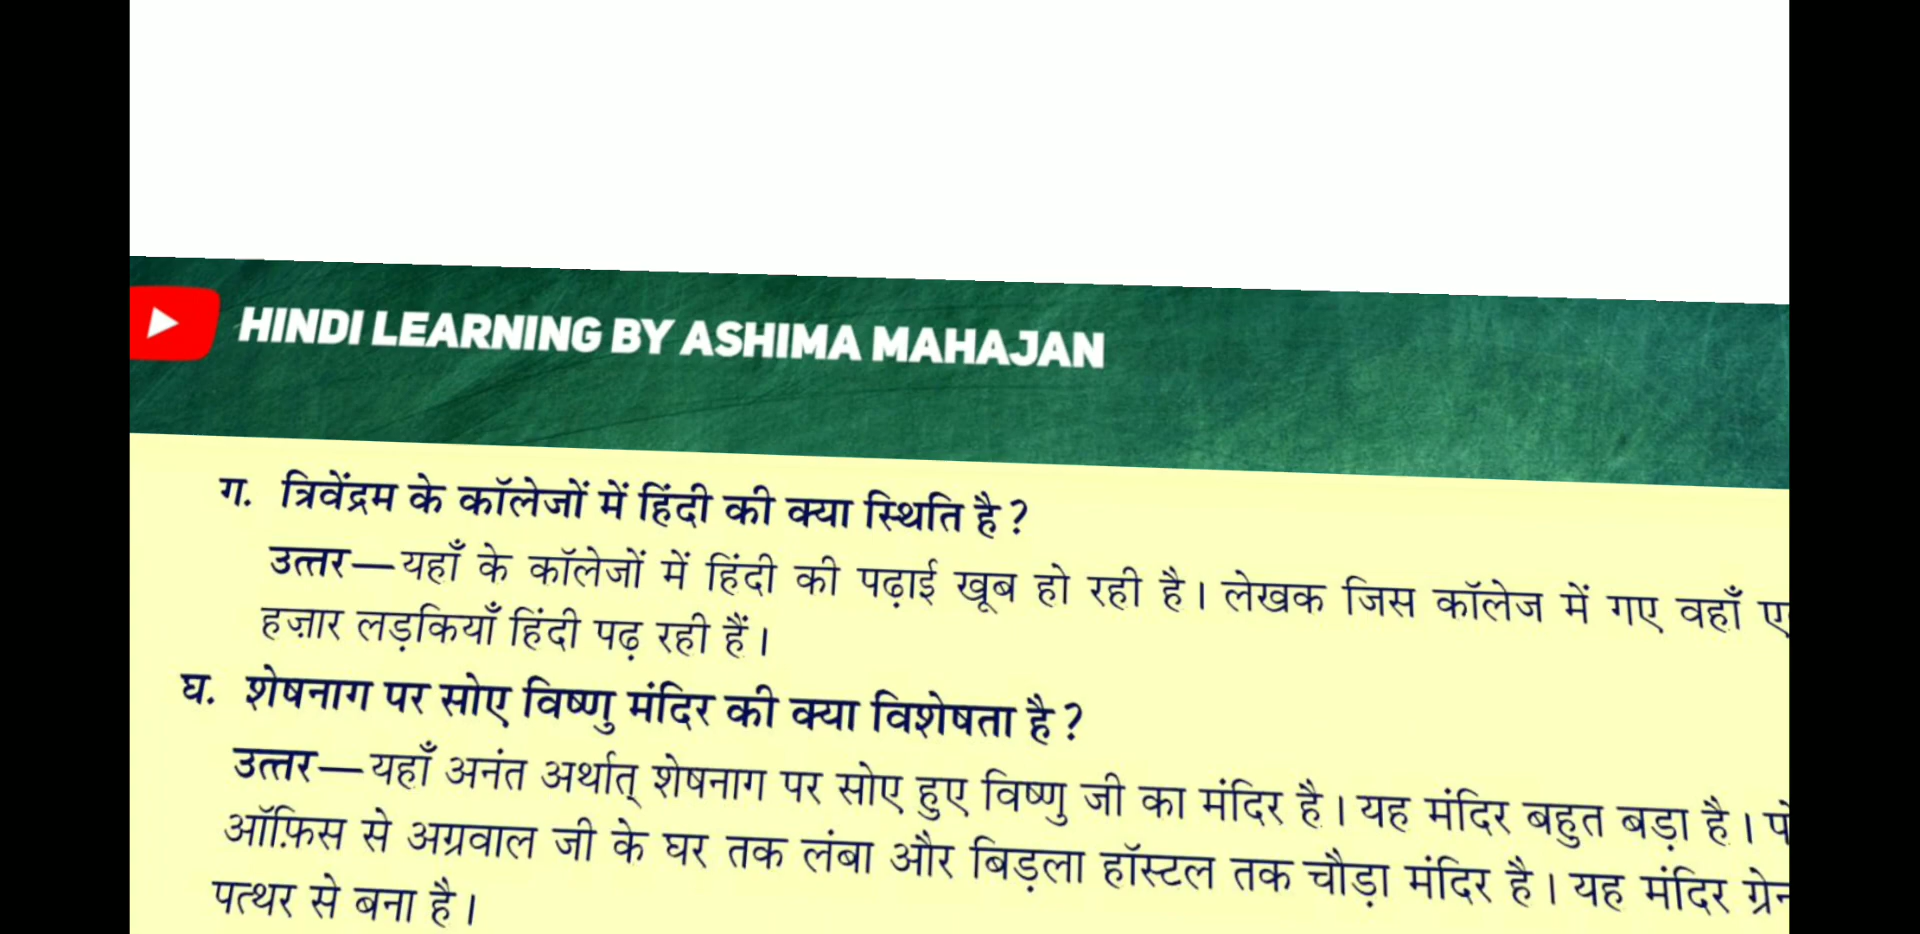 HINDI LEARNING BY ASHIMA MAHAJAN
ग. त्रिवेंद्रम के कॉलेजों में हिंदी की क्या स्थिति है?
उत्तर—यहाँ के कॉलेजों में हिंदी की पढ़ाई खूब हो रही है। लेखक जिस कॉलेज में गए वहाँ
हज़ार लड़कियाँ हिंदी पढ़ रही हैं।
घ. शेषनाग पर सोए विष्णु मंदिर की क्या विशेषता है?
उत्तर—यहाँ अनंत अर्थात् शेषनाग पर सोए हुए विष्णु जी का मंदिर है। यह मंदिर बहुत बड़ा है।
ऑफ़िस से अग्रवाल जी के घर तक लंबा और बिड़ला हॉस्टल तक चौड़ा मंदिर है। यह मंदिर
पत्थर से बना है।